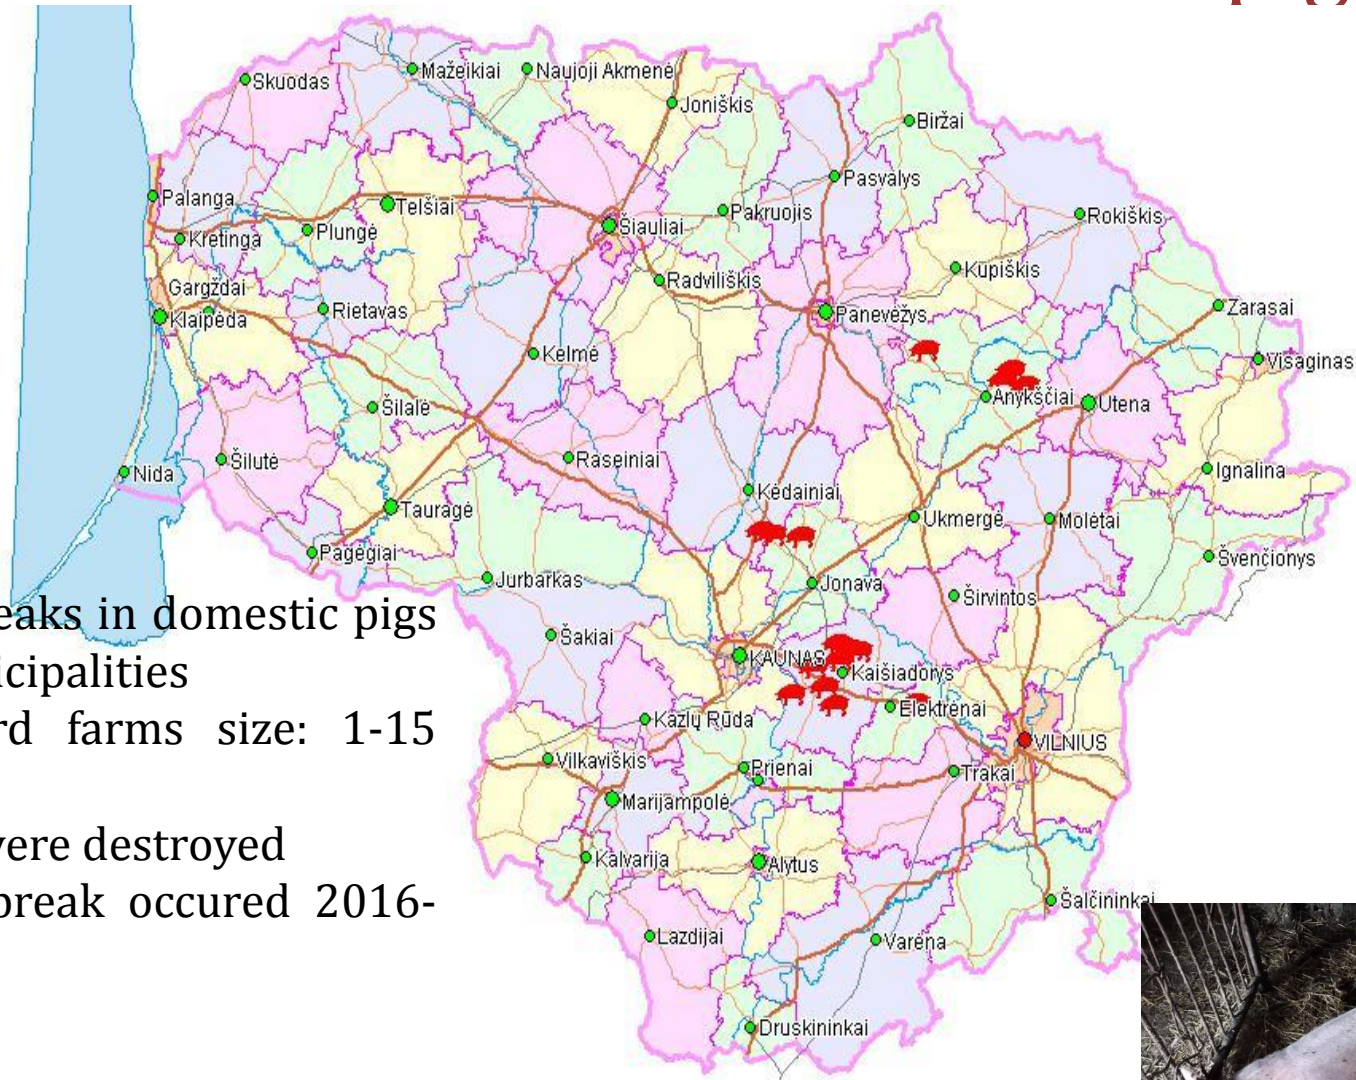 Skuodas
Mažeikiai
Naujoji Akmenė
Joniškis
Biržai
Pasvalys
Palanga
Telšiai
Pakruojis
Rokiškis
Kretinga
Plungė
Šiauliai
Kupiškis
Gargždai
Radviliškis
Klaipėda
Rietavas
Panevėžys
Zarasai
Kelmė
Visaginas
Šilalė
Anykščiai
Utena
Nida
Šilutė
Raseiniai
Ignalina
Kėdainiai
Tauragė
Ukmergė
Molėtai
Pagėgiai
Švenčionys
Jurbarkas
Jonava
Širvintos
eaks in domestic pigs
Šakiai
KAUNAS
icipalities
Kaišiadorys
rd farms size: 1-15
Kazlų Rūda
Elektrėnai
VILNIUS
Vilkaviškis
Prienai
Trakai
Marijampolė
were destroyed
Kalvarija
Alytus
break occured 2016-
Šalčininkai
Lazdijai
Varėna
Druskininkai